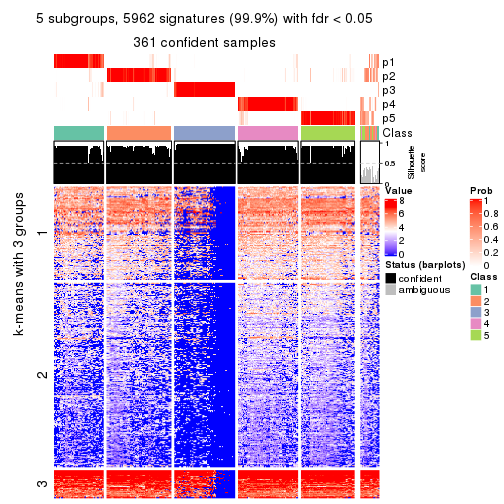 5 subgroups, 5962 signatures (99.9%) with fdr < 0.05
361 confident samples
p1
p2
p3
p4
p5
Class
1
0.5
0
Silhouette
score
k-means with 3 groups
1
2
3
Value
8
6
4
2
0
Status (barplots)
confident
ambiguous
Prob
1
0.8
0.6
0.4
0.2
0
Class
1
2
3
4
5